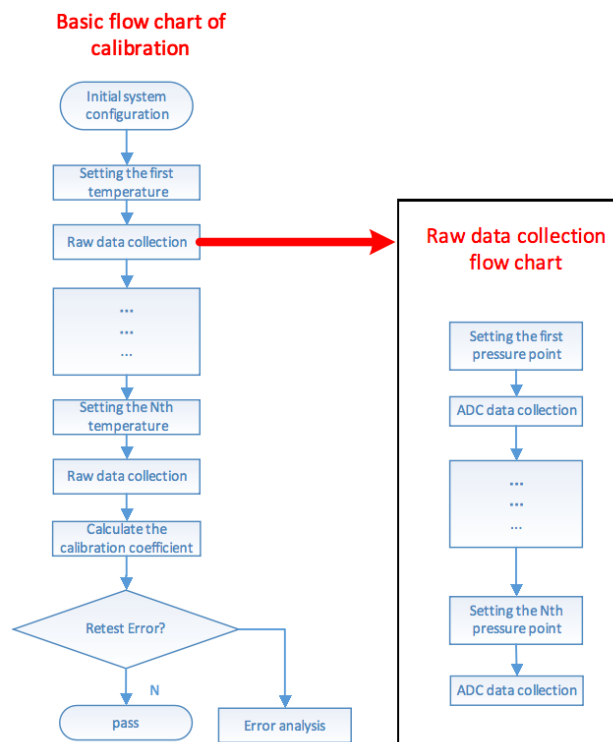 Basic flow chart of
calibration
Initial system
configuration
Setting the first
temperature
Raw data collection
...
...
...
Setting the Nth
temperature
Raw data collection
Calculate the
calibration coefficient
Retest Error?
N
pass
Error analysis
Raw data collection
flow chart
Setting the first
pressure point
ADC data collection
...
...
...
Setting the Nth
pressure point
ADC data collection